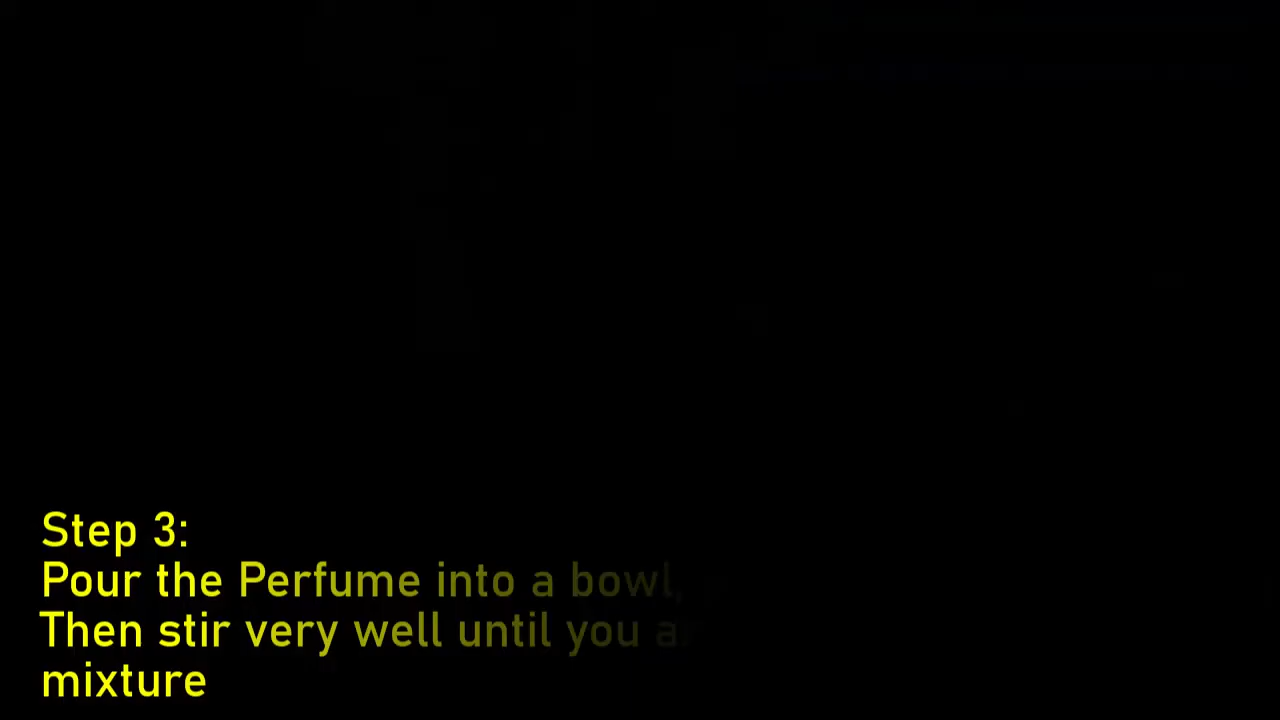 Step 3:
Pour the Perfume into a bowl,
Then stir very well until you
mixture